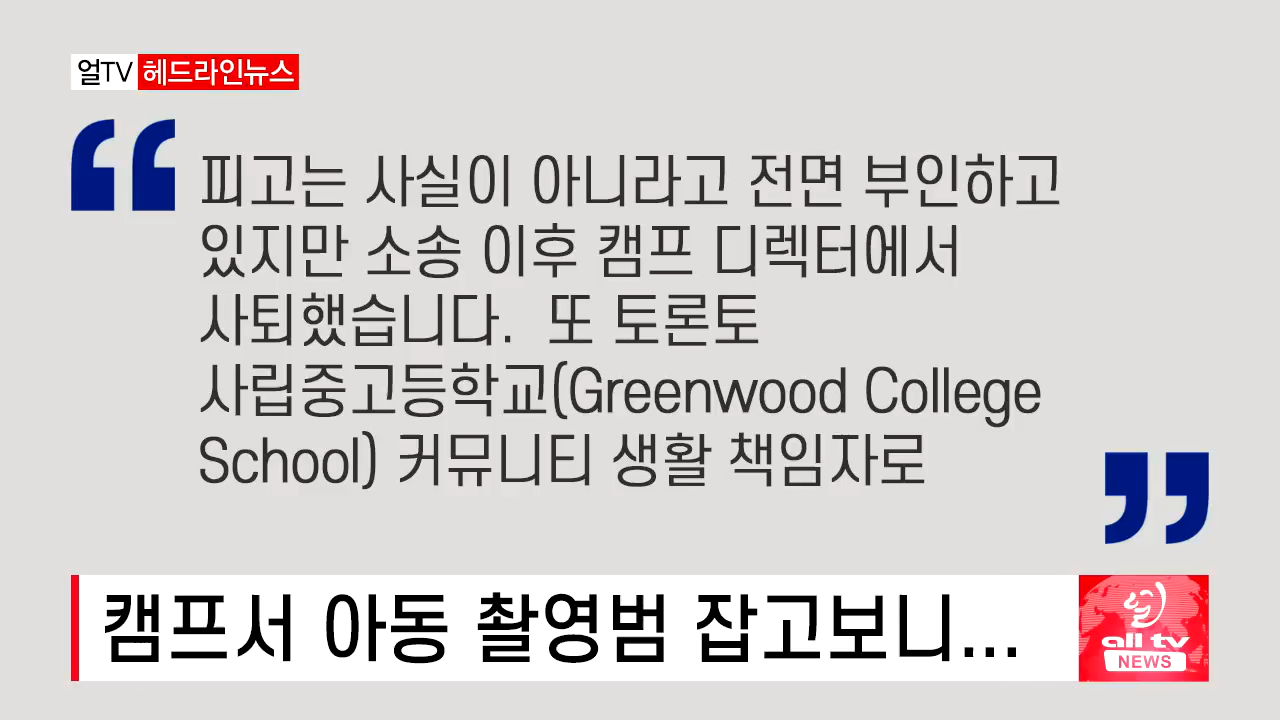 얼TV 헤드라인뉴스
피고는 사실이 아니라고 전면 부인하고
있지만 소송 이후 캠프 디렉터에서
사퇴했습니다. 또 토론토
사립중고등학교(Greenwood College
School) 커뮤니티 생활 책임자로
캠프서 아동 촬영범 잡고보니...
얼
all tv
NEWS